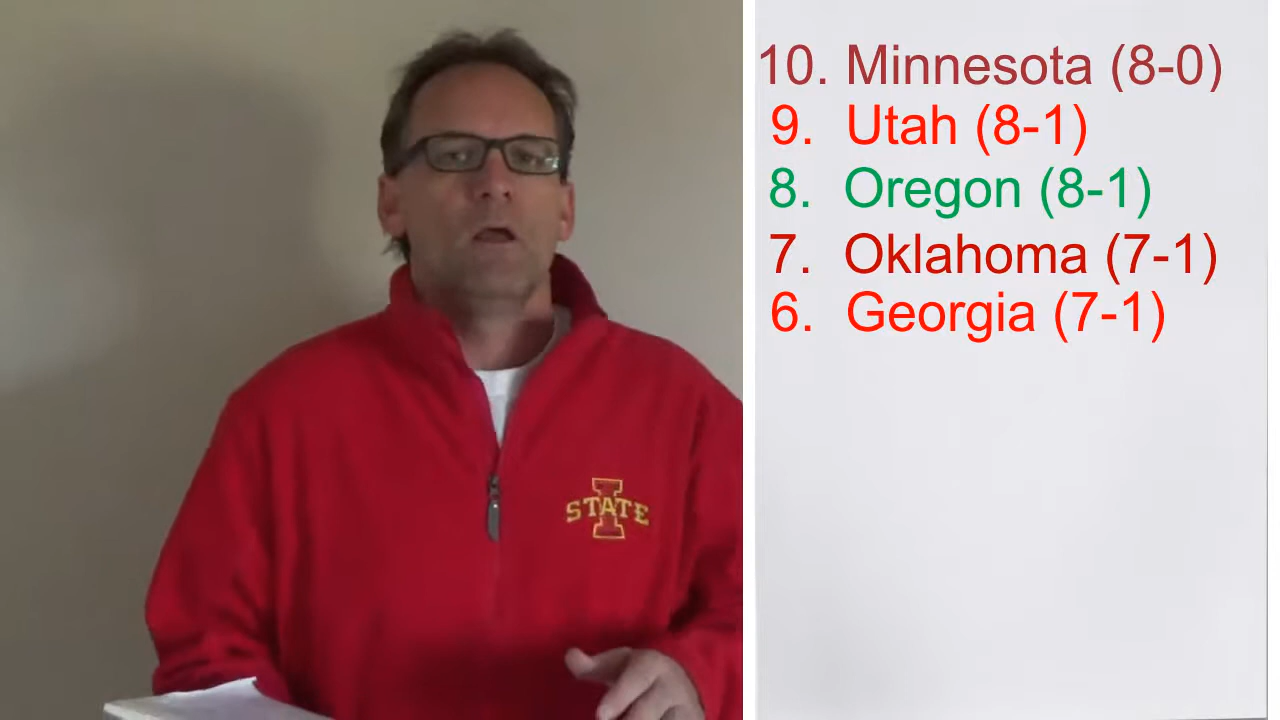 10. Minnesota (8-0)
9. Utah (8-1)
8. Oregon (8-1)
7. Oklahoma (7-1)
6. Georgia (7-1)
I
STATE